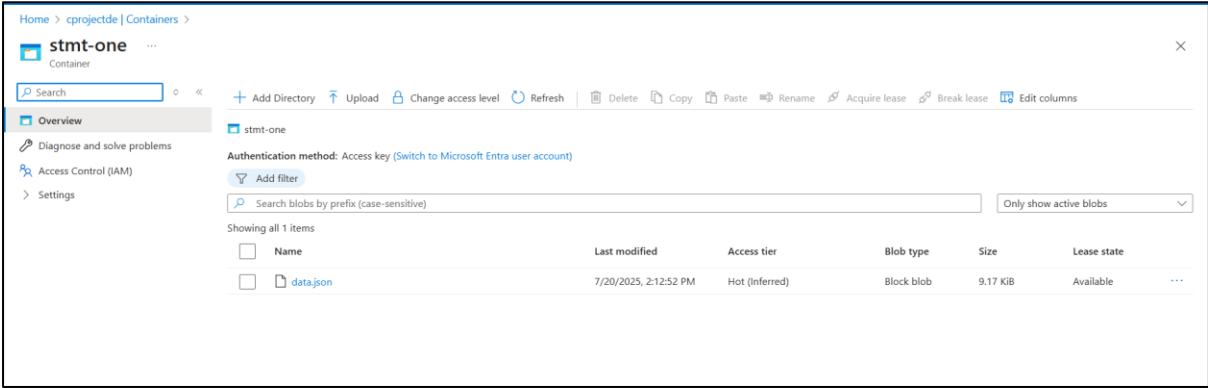 Home > cprojectde | Containers >
stmt-one ...
Container
Search
Add Directory Upload Change access level Refresh Delete Copy Paste Rename Acquire lease Break lease Edit columns
Overview
Diagnose and solve problems
Access Control (IAM)
Settings
stmt-one
Authentication method: Access key (Switch to Microsoft Entra user account)
Add filter
Search blobs by prefix (case-sensitive)
Only show active blobs
Showing all 1 items
Name Last modified Access tier Blob type Size Lease state
data.json 7/20/2025, 2:12:52 PM Hot (Inferred) Block blob 9.17 KiB Available ...